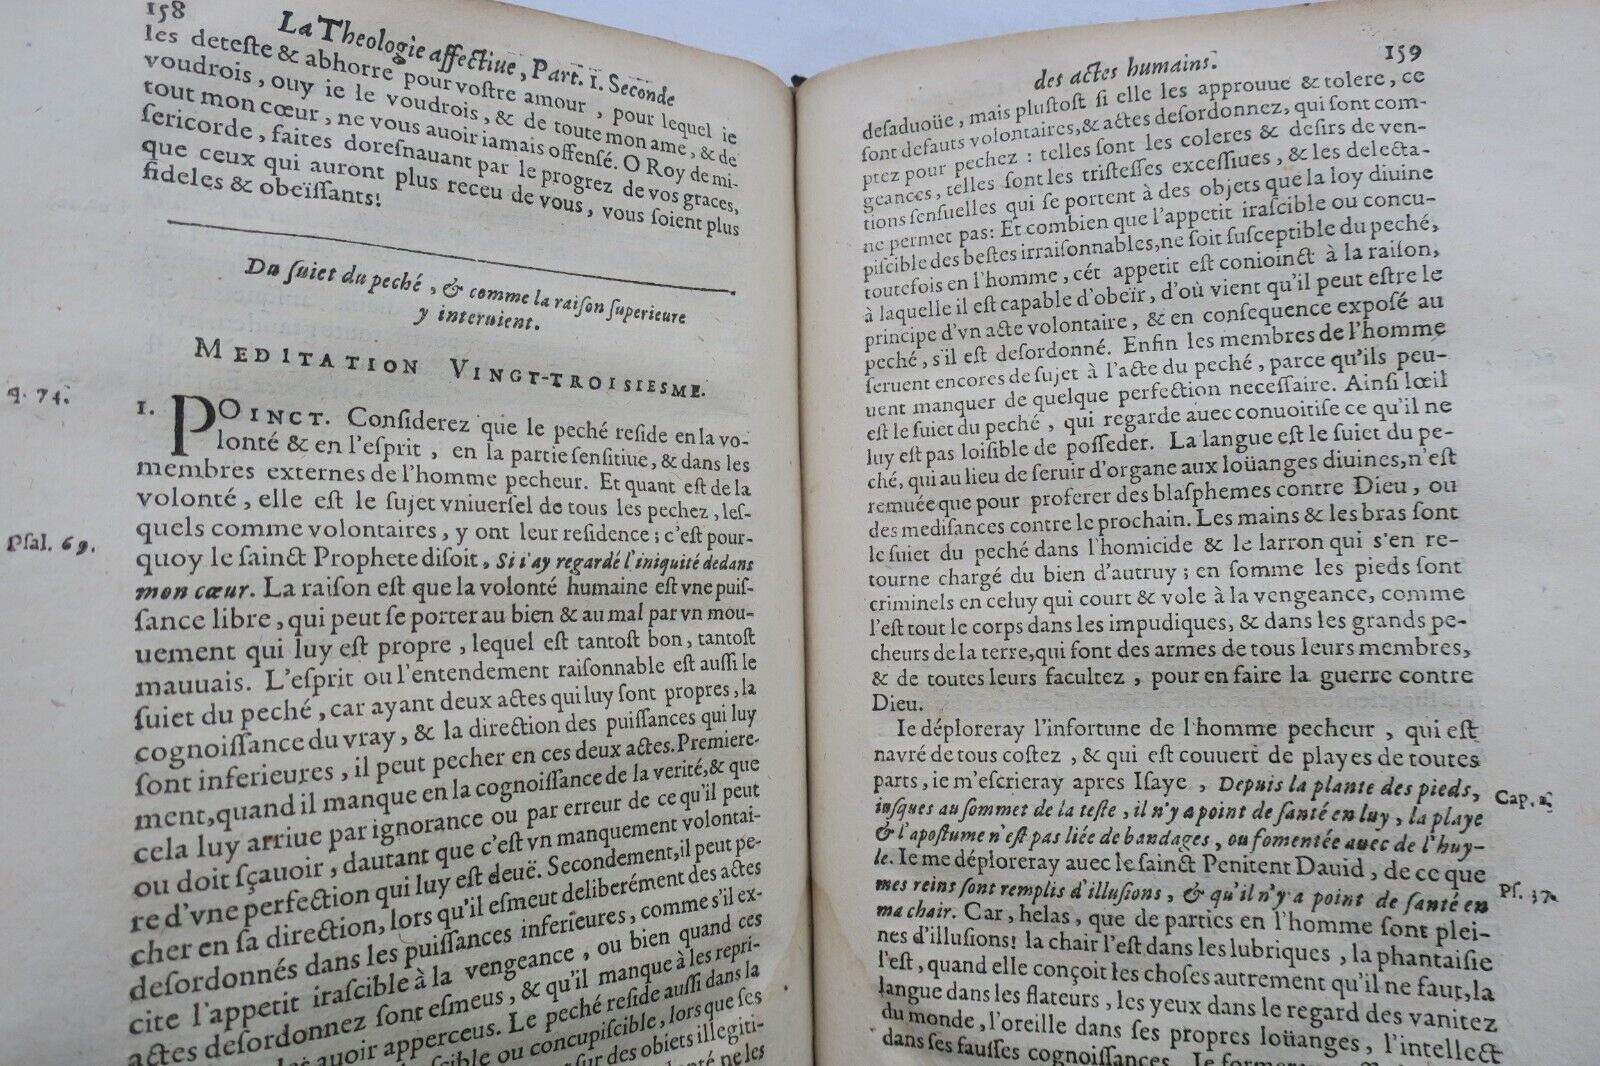 158
La Theologie affectiue, Part. 1. Seconde
les deteste & abhorre pour vostre amour, pour lequel ie
voudrois, ouy ie le voudrois, & de toute mon ame, & de
tout mon cœur, ne vous auoir iamais offensé. O Roy de mi-
sericorde, faites doresnauant par le progrez de vos graces,
que ceux qui auront plus receu de vous, vous soient plus
fideles & obeïssants!
Du suiet du peché, & comme la raison superieure
y interuient.
MEDITATION VINGT-TROISIESME.
q. 74.
1. POINCT. Considerez que le peché reside en la vo-
lonté & en l'esprit, en la partie sensitiue, & dans les
membres externes de l'homme pecheur. Et quant est de la
volonté, elle est le sujet vniuersel de tous les pechez, les-
quels comme volontaires, y ont leur residence; c'est pour-
Psal. 69.
quoy le sainct Prophete disoit, Si i'ay regardé l'iniquité dedans
mon cœur. La raison est que la volonté humaine est vne puis-
sance libre, qui peut se porter au bien & au mal par vn mou-
uement qui luy est propre, lequel est tantost bon, tantost
mauuais. L'esprit ou l'entendement raisonnable est aussi le
suiet du peché, car ayant deux actes qui luy sont propres, la
cognoissance du vray, & la direction des puissances qui luy
sont inferieures, il peut pecher en ces deux actes. Premiere-
ment, quand il manque en la cognoissance de la verité, & que
cela luy arriue par ignorance ou par erreur de ce qu'il peut
ou doit sçauoir, dautant que c'est vn manquement volontai-
re d'vne perfection qui luy est deuë. Secondement, il peut pe-
cher en sa direction, lors qu'il esmeut deliberément des actes
desordonnés dans les puissances inferieures, comme s'il ex-
cite l'appetit irascible à la vengeance, ou bien quand ces
actes desordonnez sont esmeus, & qu'il manque à les repri-
auoir apperceus. Le peché reside aussi dans la
ou concupiscible, lors que ses
sur des obiets illegiti-
ne les
159
des actes humains.
desaduoüe, mais plustost si elle les approuue & tolere, ce
sont defauts volontaires, & actes desordonnez, qui sont com-
ptez pour pechez: telles sont les coleres & desirs de ven-
geances, telles sont les tristesses excessiues, & les delecta-
tions sensuelles qui se portent à des objets que la loy diuine
ne permet pas: Et combien que l'appetit irascible ou concu-
piscible des bestes irraisonnables, ne soit susceptible du peché,
toutefois en l'homme, cét appetit est conioinct à la raison,
à laquelle il est capable d'obeïr, d'où vient qu'il peut estre le
principe d'vn acte volontaire, & en consequence exposé au
peché, s'il est desordonné. Enfin les membres de l'homme
seruent encores de sujet à l'acte du peché, parce qu'ils peu-
uent manquer de quelque perfection necessaire. Ainsi lœil
est le suiet du peché, qui regarde auec conuoitise ce qu'il ne
luy est pas loisible de posseder. La langue est le suiet du pe-
ché, qui au lieu de seruir d'organe aux loüanges diuines, n'est
remuée que pour proferer des blasphemes contre Dieu, ou
des medisances contre le prochain. Les mains & les bras sont
le suiet du peché dans l'homicide & le larron qui s'en re-
tourne chargé du bien d'autruy; en somme les pieds sont
criminels en celuy qui court & vole à la vengeance, comme
l'est tout le corps dans les impudiques, & dans les grands pe-
cheurs de la terre, qui font des armes de tous leurs membres,
& de toutes leurs facultez, pour en faire la guerre contre
Dieu.
Ie déploreray l'infortune de l'homme pecheur, qui est
navré de tous costez, & qui est couuert de playes de toutes
parts, ie m'escrieray apres Isaye, Depuis la plante des pieds,
Cap. 1.
iusques au sommet de la teste, il n'y a point de santé en luy, la playe
& l'apostume n'est pas liée de bandages, ou fomentée auec de l'huy-
le. Ie me déploreray auec le sainct Penitent Dauid, de ce que
Ps. 37.
mes reins sont remplis d'illusions, & qu'il n'y a point de santé en
ma chair. Car, helas, que de parties en l'homme sont plei-
nes d'illusions! la chair l'est dans les lubriques, la phantaisie
l'est, quand elle conçoit les choses autrement qu'il ne faut, la
langue dans les flateurs, les yeux dans le regard des vanitez
du monde, l'oreille dans ses propres loüanges, l'intellect
dans ses fausses cognoissances. Ie